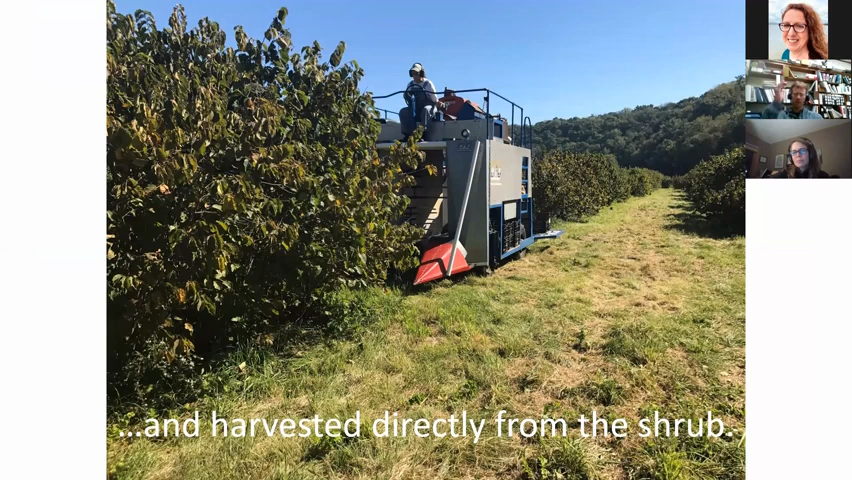 ...and harvested directly from the shrub.